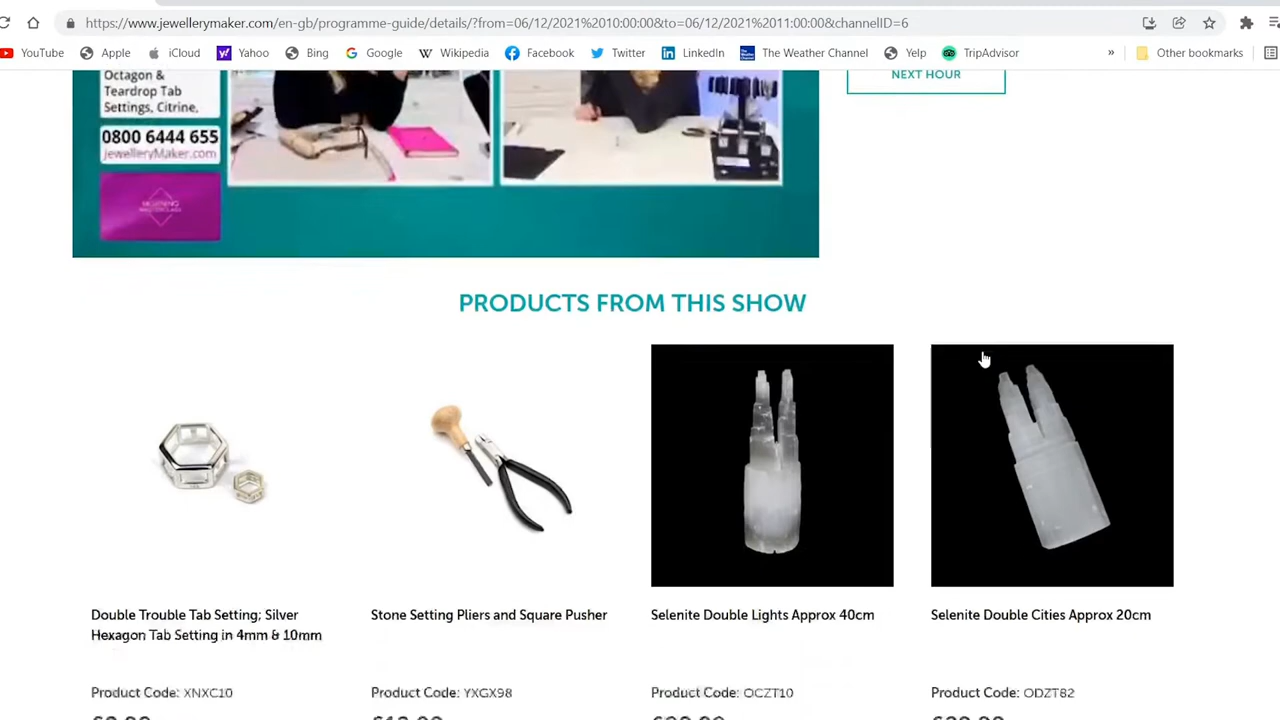 https://www.jewellerymaker.com/en-gb/programme-guide/details/?from=06/12/2021%2010:00:00&to=06/12/2021%2011:00:00&channelID=6
YouTube Apple iCloud Yahoo Bing Google Wikipedia Facebook Twitter LinkedIn The Weather Channel Yelp TripAdvisor » Other bookmarks
Octagon &
Teardrop Tab
Settings, Citrine,
0800 6444 655
JewelleryMaker.com
NEXT HOUR
PRODUCTS FROM THIS SHOW
Double Trouble Tab Setting; Silver
Hexagon Tab Setting in 4mm & 10mm
Product Code: XNXC10
Stone Setting Pliers and Square Pusher
Product Code: YXGX98
Selenite Double Lights Approx 40cm
Product Code: OCZT10
Selenite Double Cities Approx 20cm
Product Code: ODZT82